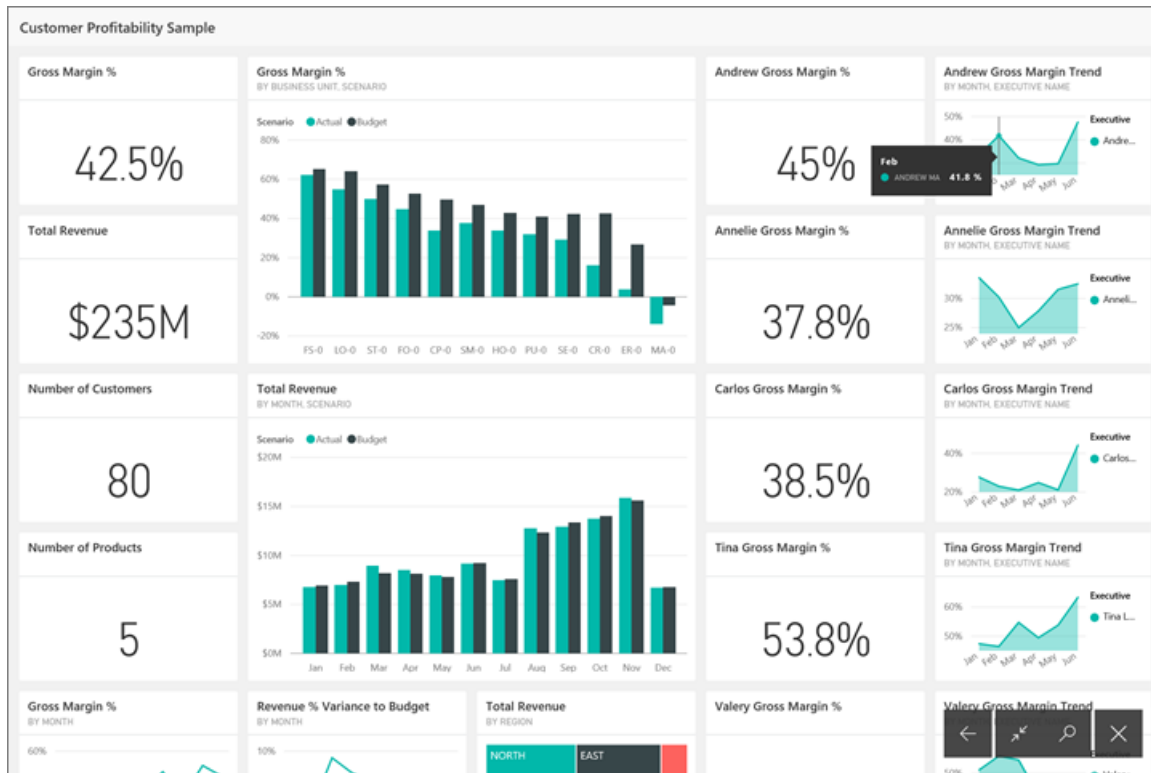 Customer Profitability Sample
Gross Margin %
42.5%
Total Revenue
$235M
Number of Customers
80
Number of Products
5
Gross Margin %
BY MONTH
60%
Gross Margin %
BY BUSINESS UNIT, SCENARIO
Scenario Actual Budget
80%
60%
40%
20%
0%
-20%
FS-0 LO-0 ST-0 FO-0 CP-0 SM-0 HO-0 PU-0 SE-0 CR-0 ER-0 MA-0
Total Revenue
BY MONTH, SCENARIO
Scenario Actual Budget
$20M
$15M
$10M
$5M
$0M
Jan Feb Mar Apr May Jun Jul Aug Sep Oct Nov Dec
Revenue % Variance to Budget
BY MONTH
10%
Total Revenue
BY REGION
NORTH EAST
Andrew Gross Margin %
45%
Annelie Gross Margin %
37.8%
Carlos Gross Margin %
38.5%
Tina Gross Margin %
53.8%
Valery Gross Margin %
Andrew Gross Margin Trend
BY MONTH, EXECUTIVE NAME
50%
40%
Executive
Andre...
Feb
ANDREW MA 41.8 %
Mar Apr May Jun
Annelie Gross Margin Trend
BY MONTH, EXECUTIVE NAME
30%
25%
Executive
Anneli...
Jan Feb Mar Apr May Jun
Carlos Gross Margin Trend
BY MONTH, EXECUTIVE NAME
40%
20%
Executive
Carlos...
Jan Feb Mar Apr May Jun
Tina Gross Margin Trend
BY MONTH, EXECUTIVE NAME
60%
50%
Executive
Tina L...
Jan Feb Mar Apr May Jun
Valery Gross Margin Trend
50%